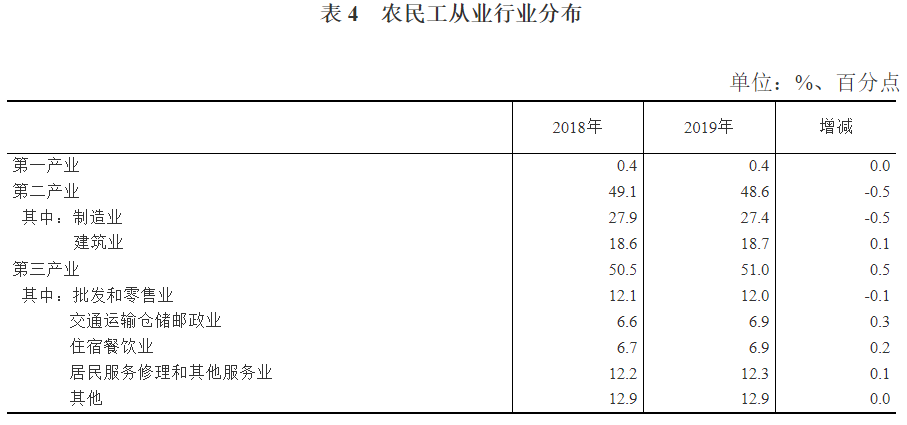 表 4 农民工从业行业分布
单位：%、百分点
2018年 2019年 增减
第一产业 0.4 0.4 0.0
第二产业 49.1 48.6 -0.5
其中：制造业 27.9 27.4 -0.5
建筑业 18.6 18.7 0.1
第三产业 50.5 51.0 0.5
其中：批发和零售业 12.1 12.0 -0.1
交通运输仓储邮政业 6.6 6.9 0.3
住宿餐饮业 6.7 6.9 0.2
居民服务修理和其他服务业 12.2 12.3 0.1
其他 12.9 12.9 0.0